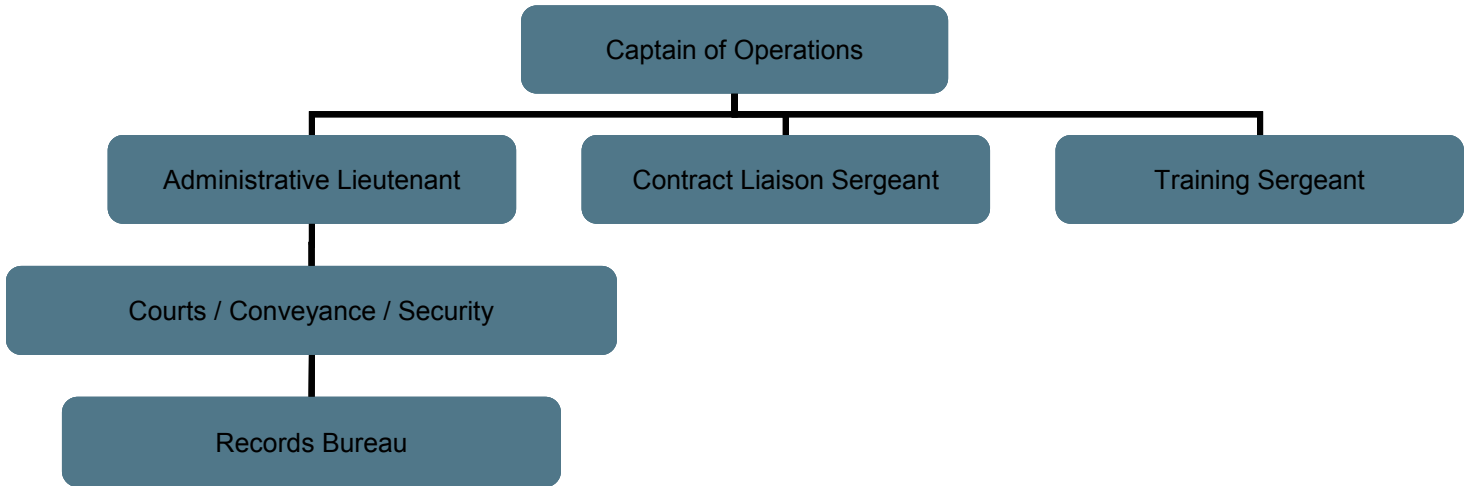 Captain of Operations
Administrative Lieutenant
Contract Liaison Sergeant
Training Sergeant
Courts / Conveyance / Security
Records Bureau